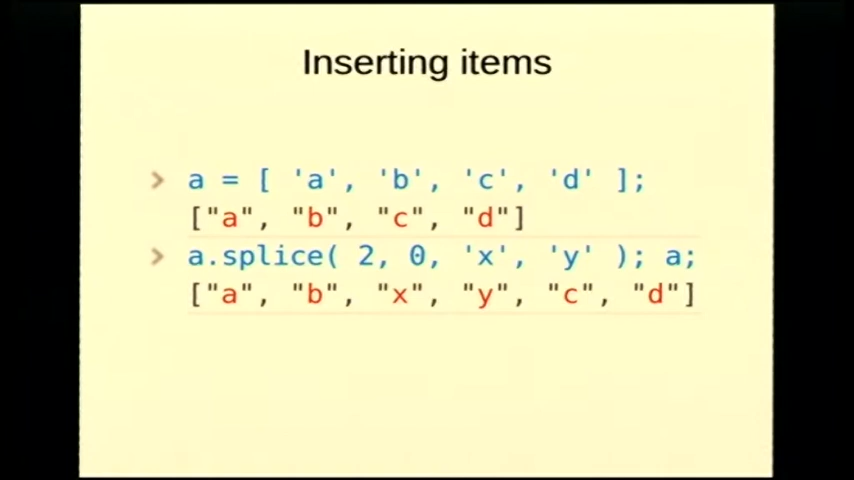 Inserting items
> a = [ 'a', 'b', 'c', 'd' ];
["a", "b", "c", "d"]
> a.splice( 2, 0, 'x', 'y' ); a;
["a", "b", "x", "y", "c", "d"]